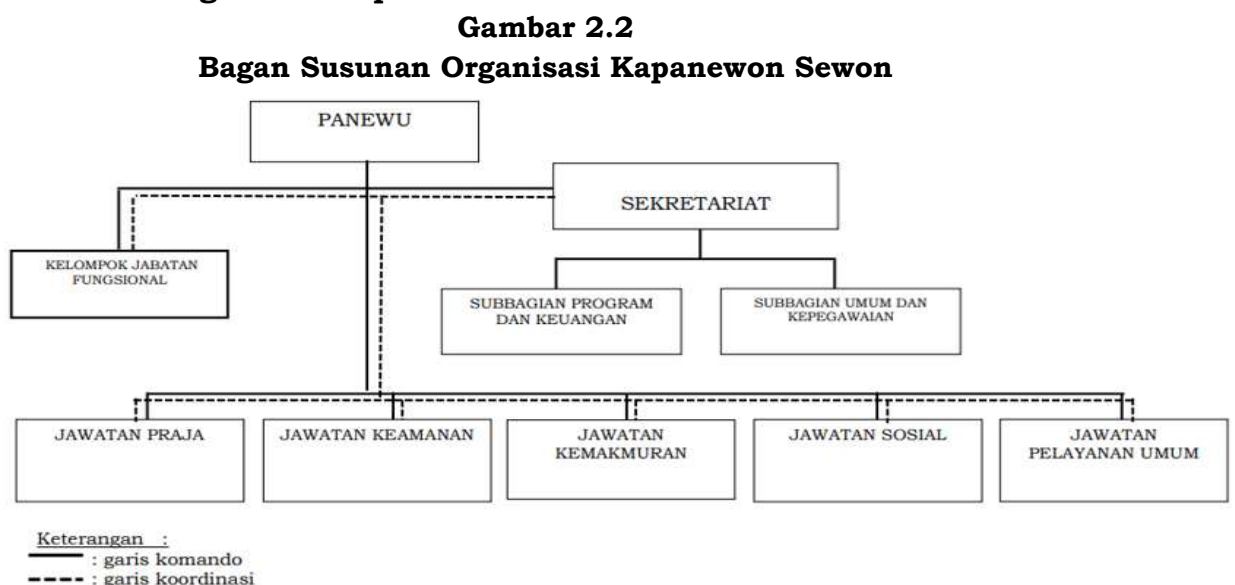 Gambar 2.2
Bagan Susunan Organisasi Kapanewon Sewon
PANEWU
SEKRETARIAT
KELOMPOK JABATAN
FUNGSIONAL
SUBBAGIAN PROGRAM
DAN KEUANGAN
SUBBAGIAN UMUM DAN
KEPEGAWAIAN
JAWATAN PRAJA
JAWATAN KEAMANAN
JAWATAN
KEMAKMURAN
JAWATAN SOSIAL
JAWATAN
PELAYANAN UMUM
Keterangan :
: garis komando
: garis koordinasi